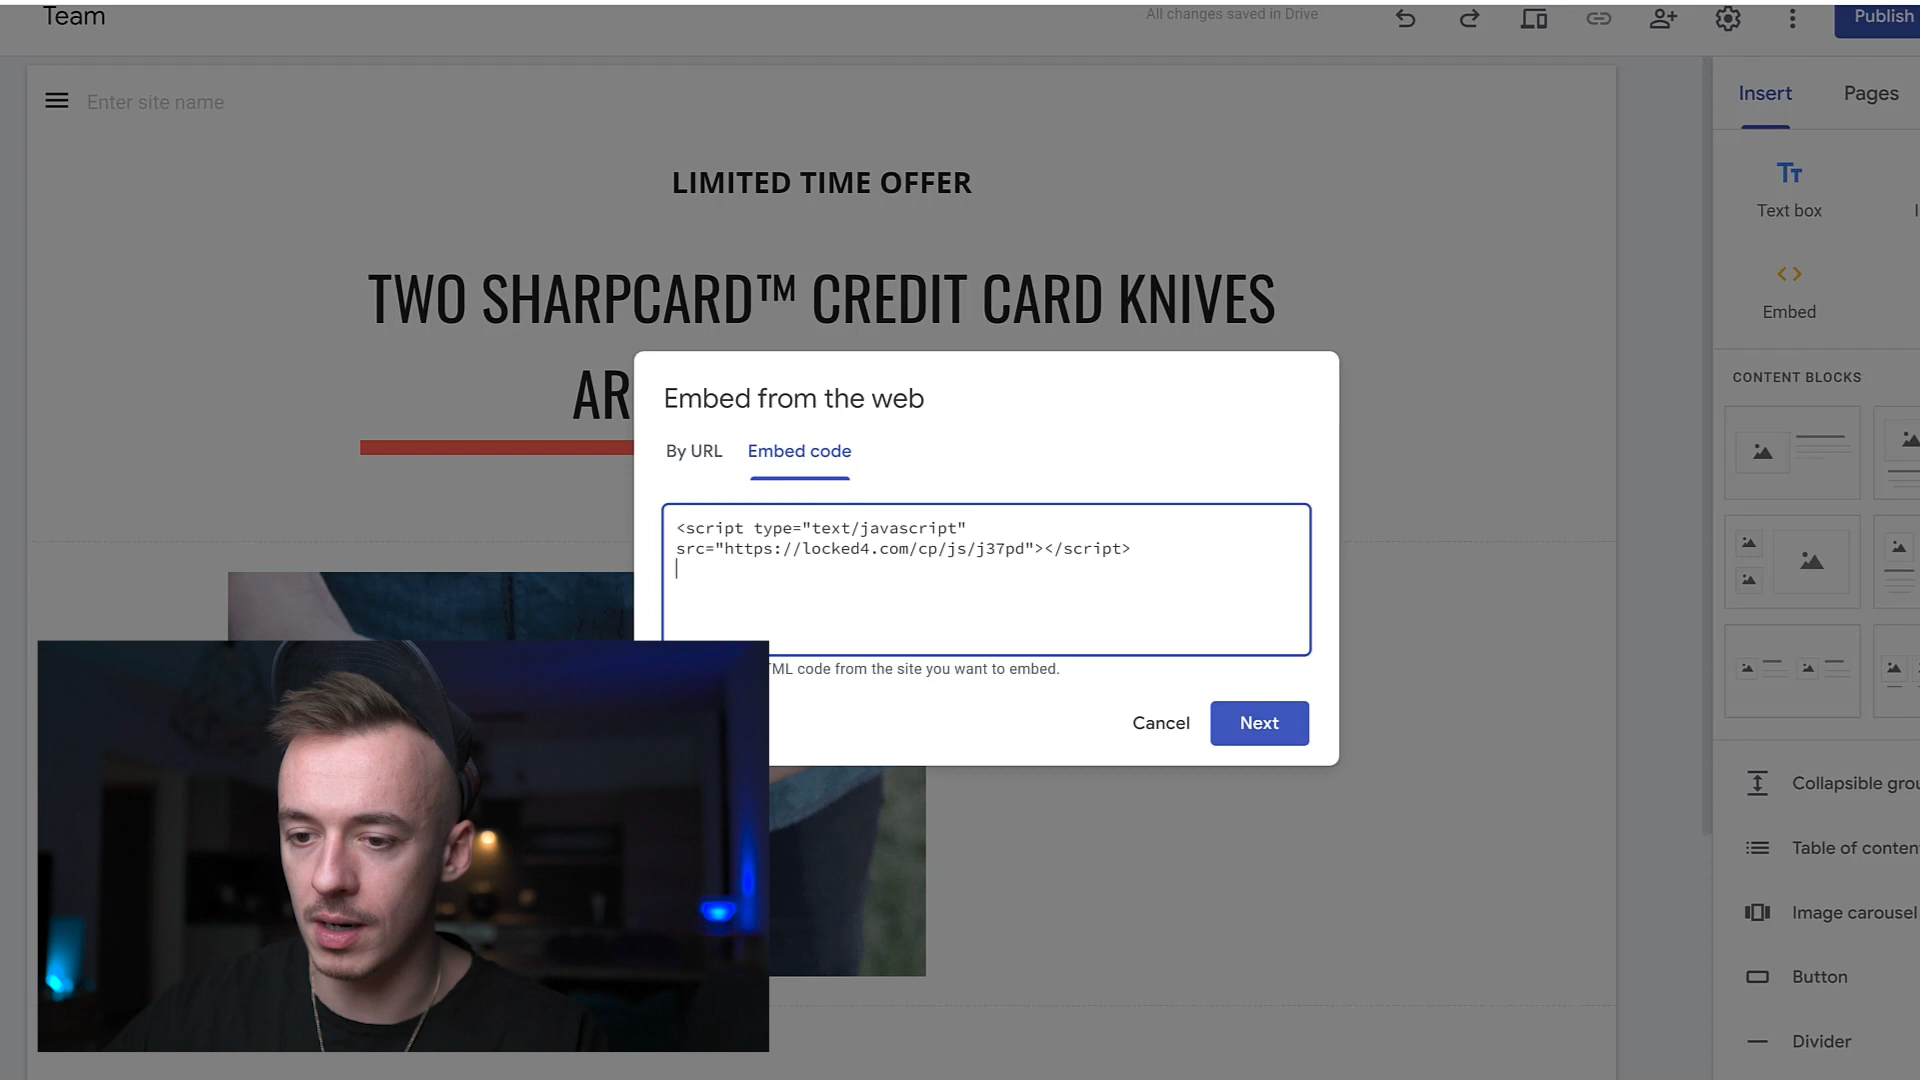 Team
All changes saved in Drive
Publish
Enter site name
Insert
Pages
LIMITED TIME OFFER
TWO SHARPCARD™ CREDIT CARD KNIVES
AR
Text box
Embed
CONTENT BLOCKS
Embed from the web
By URL
Embed code
<script type="text/javascript"
src="https://locked4.com/cp/js/j37pd"></script>
TML code from the site you want to embed.
Cancel
Next
Collapsible grou
Table of conten
Image carousel
Button
Divider